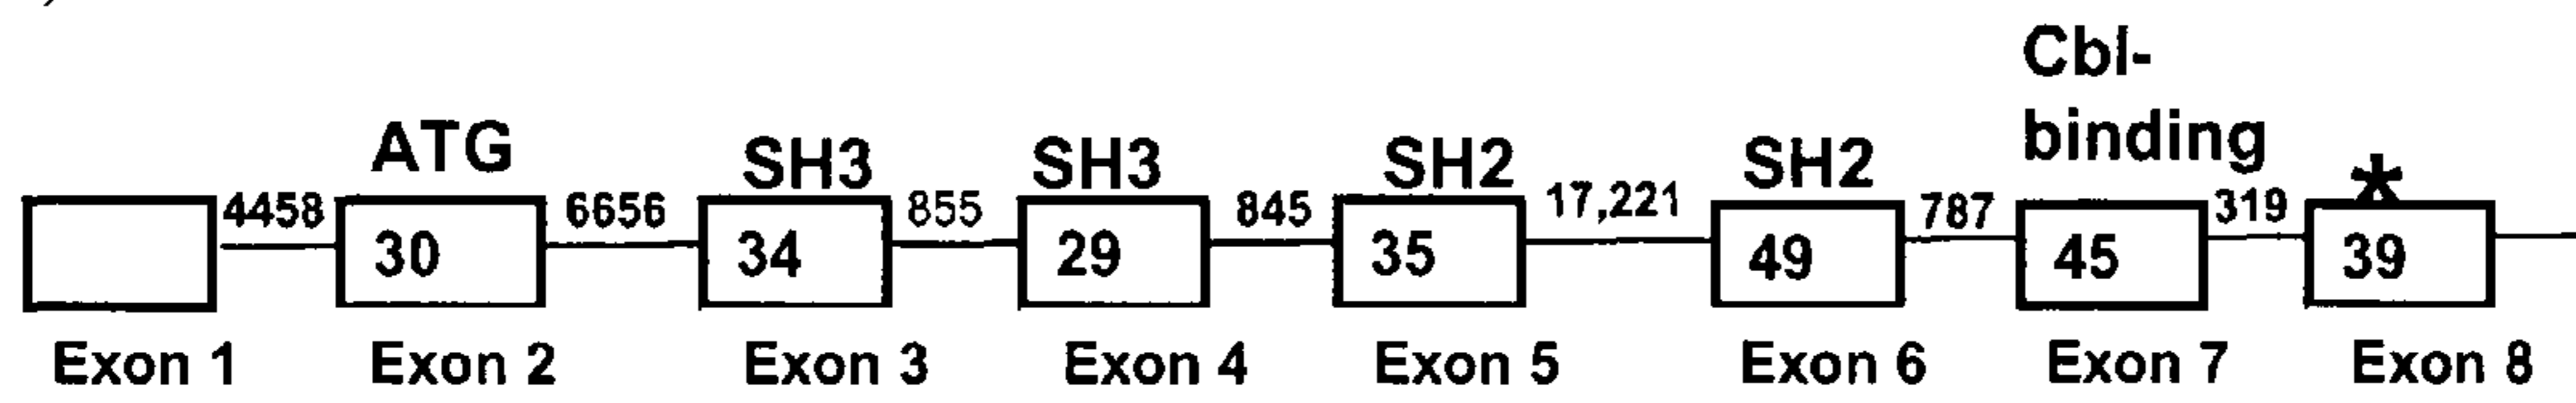 Cbl-
ATG SH3 SH3 SH2 SH2 binding *
4458 6656 855 845 17,221 787 319
30 34 29 35 49 45 39
Exon 1 Exon 2 Exon 3 Exon 4 Exon 5 Exon 6 Exon 7 Exon 8